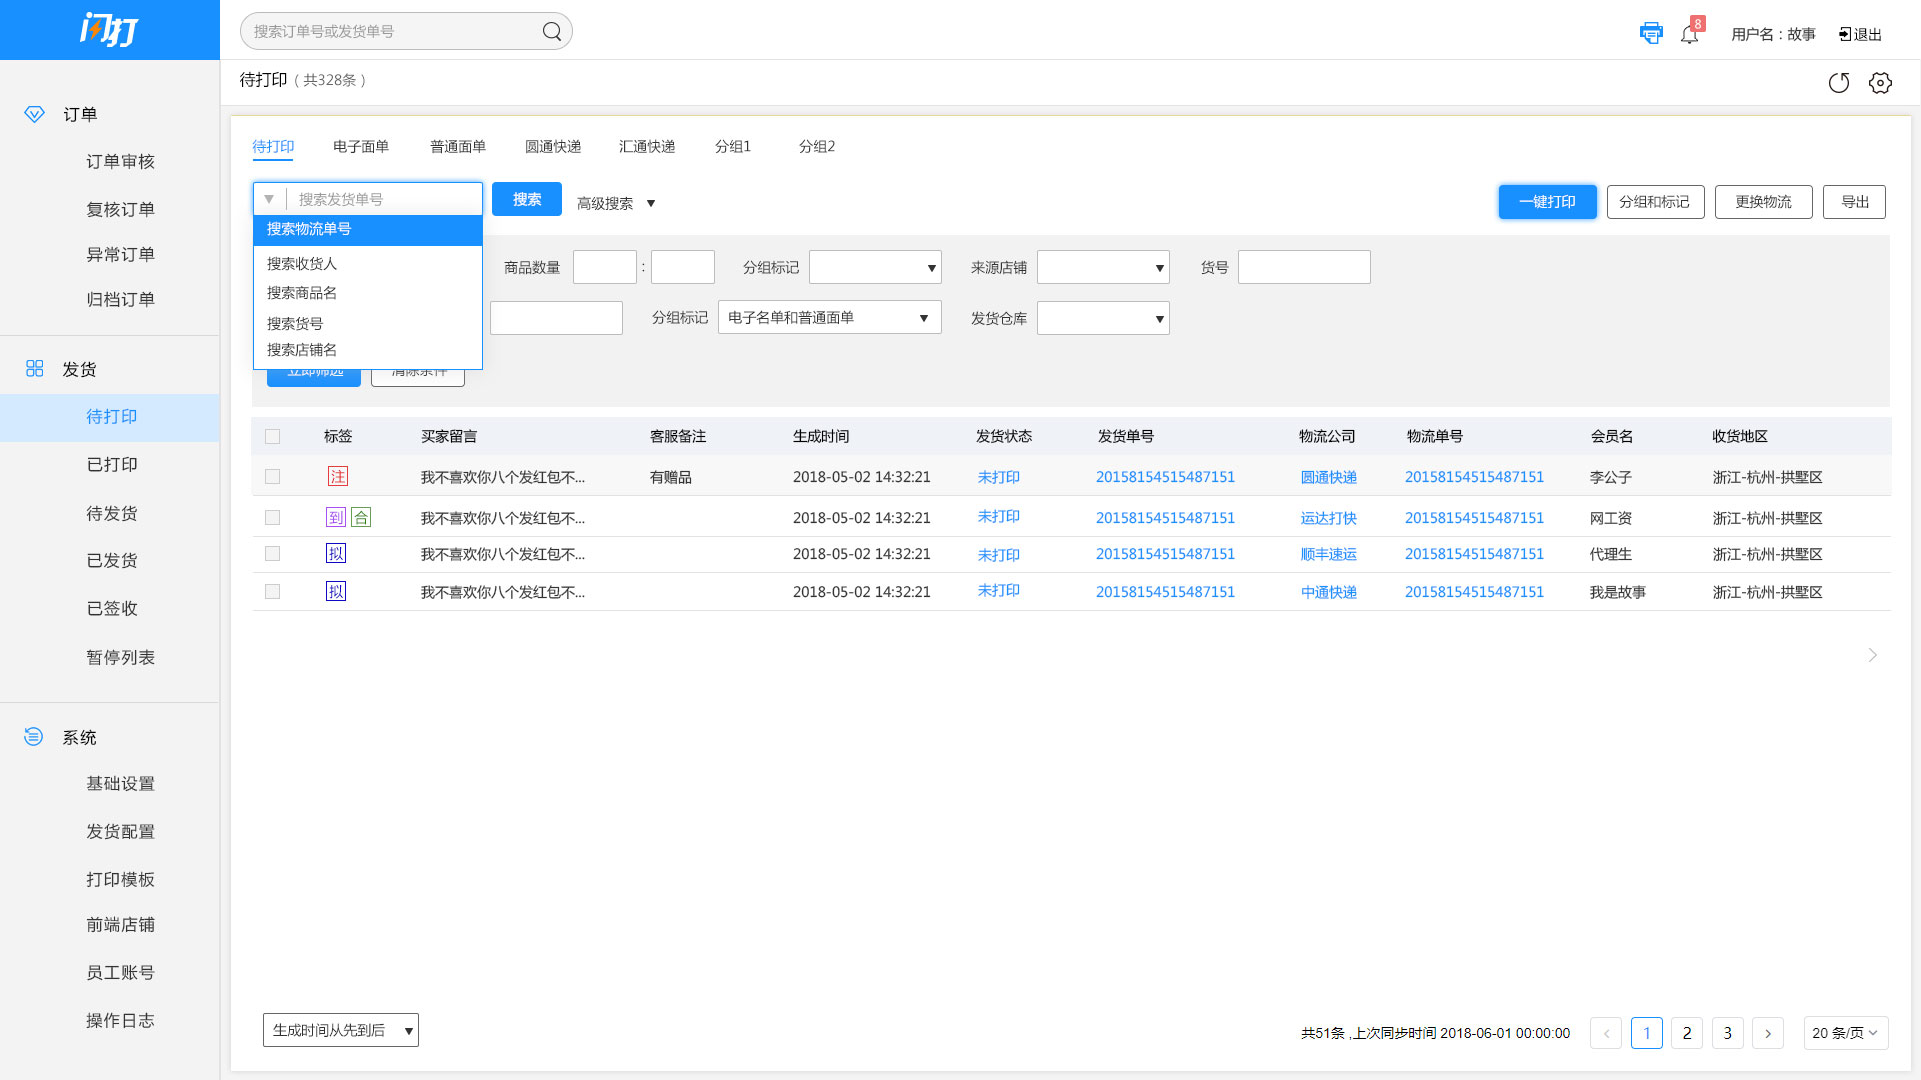 闪打
搜索订单号或发货单号
8
用户名：故事
退出
待打印（共328条）
订单
订单审核
复核订单
异常订单
归档订单
发货
待打印
已打印
待发货
已发货
已签收
暂停列表
系统
基础设置
发货配置
打印模板
前端店铺
员工账号
操作日志
待打印 电子面单 普通面单 圆通快递 汇通快递 分组1 分组2
搜索发货单号 搜索 高级搜索 一键打印 分组和标记 更换物流 导出
搜索物流单号
搜索收货人
搜索商品名
搜索货号
搜索店铺名
商品数量 : 分组标记 来源店铺 货号
分组标记 电子名单和普通面单 发货仓库
立即筛选 清除条件
标签 买家留言 客服备注 生成时间 发货状态 发货单号 物流公司 物流单号 会员名 收货地区
注 我不喜欢你八个发红包不... 有赠品 2018-05-02 14:32:21 未打印 20158154515487151 圆通快递 20158154515487151 李公子 浙江-杭州-拱墅区
到 合 我不喜欢你八个发红包不... 2018-05-02 14:32:21 未打印 20158154515487151 运达打快 20158154515487151 网工资 浙江-杭州-拱墅区
拟 我不喜欢你八个发红包不... 2018-05-02 14:32:21 未打印 20158154515487151 顺丰速运 20158154515487151 代理生 浙江-杭州-拱墅区
拟 我不喜欢你八个发红包不... 2018-05-02 14:32:21 未打印 20158154515487151 中通快递 20158154515487151 我是故事 浙江-杭州-拱墅区
生成时间从先到后
共51条 ,上次同步时间 2018-06-01 00:00:00 < 1 2 3 > 20 条/页